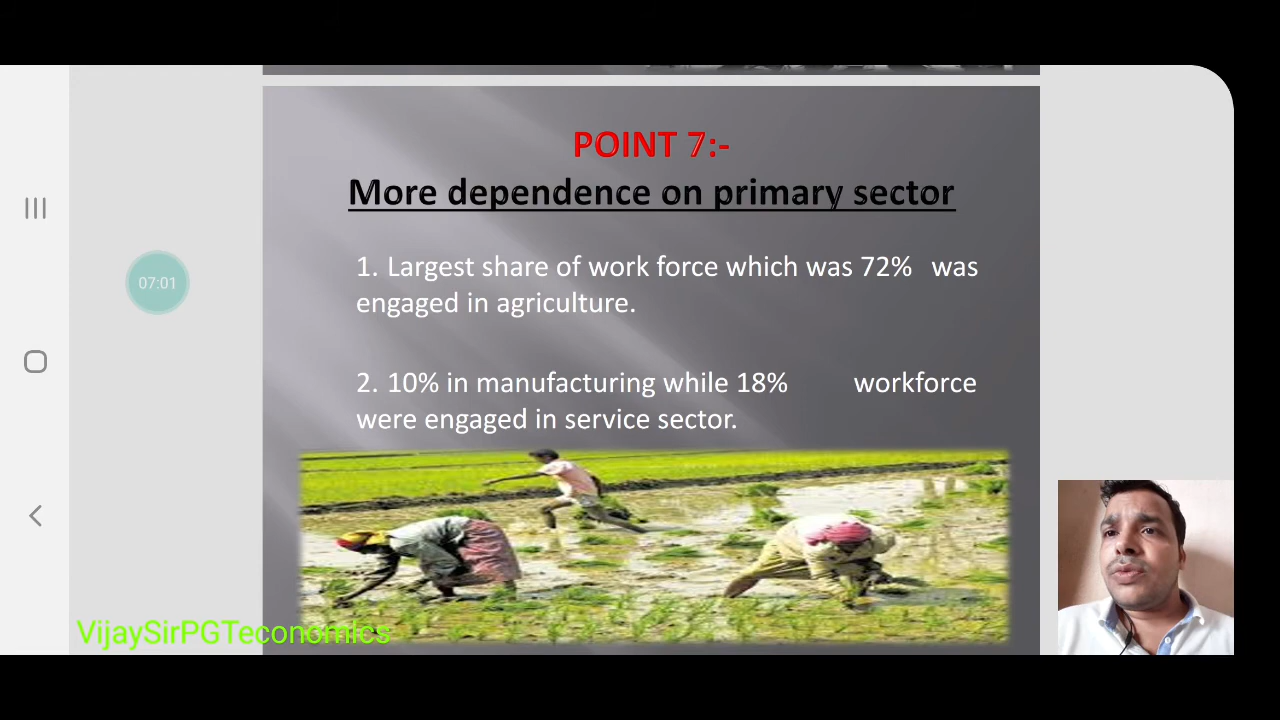 POINT 7:-
More dependence on primary sector
1. Largest share of work force which was 72% was
engaged in agriculture.
2. 10% in manufacturing while 18% workforce
were engaged in service sector.
07:01
VijaySirPGTeconomics